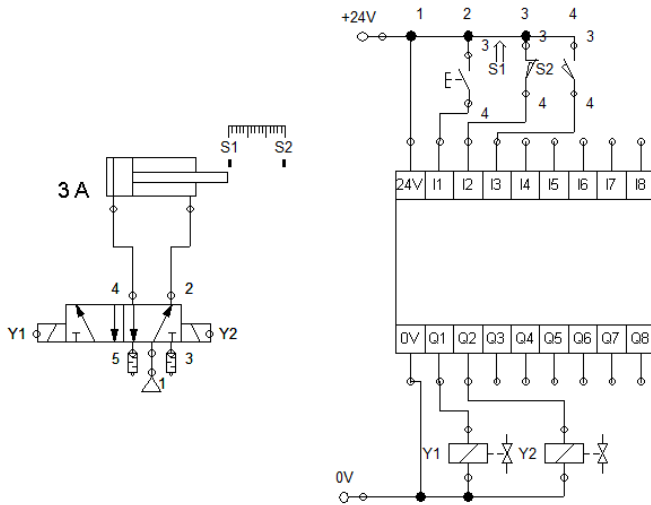 +24V 1 2 3 4
3 S1 3 S2 3
4 4 4
24V I1 I2 I3 I4 I5 I6 I7 I8
S1 S2
3 A
4 2
Y1 Y2
5 1 3
0V Q1 Q2 Q3 Q4 Q5 Q6 Q7 Q8
Y1 Y2
0V